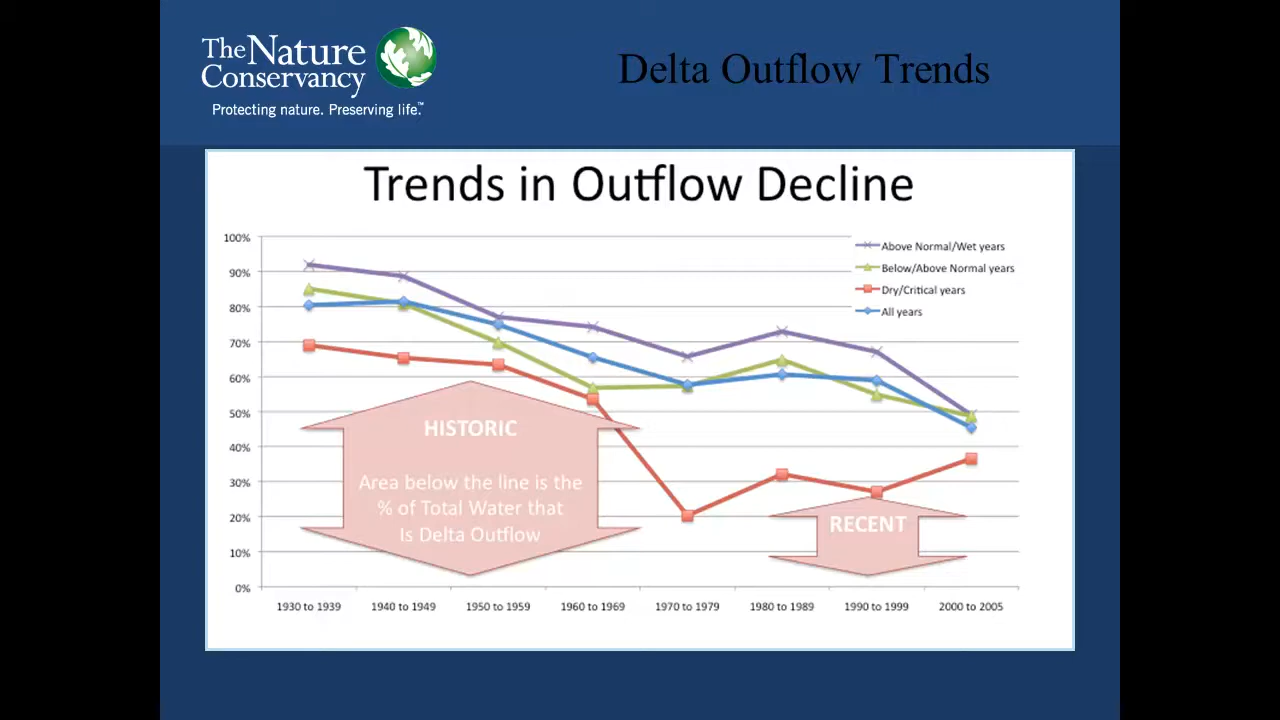 The Nature
Conservancy
Protecting nature. Preserving life.™
Delta Outflow Trends
Trends in Outflow Decline
100%
90%
80%
70%
60%
50%
40%
30%
20%
10%
0%
Above Normal/Wet years
Below/Above Normal years
Dry/Critical years
All years
HISTORIC
Area below the line is the
% of Total Water that
Is Delta Outflow
RECENT
1930 to 1939
1940 to 1949
1950 to 1959
1960 to 1969
1970 to 1979
1980 to 1989
1990 to 1999
2000 to 2005